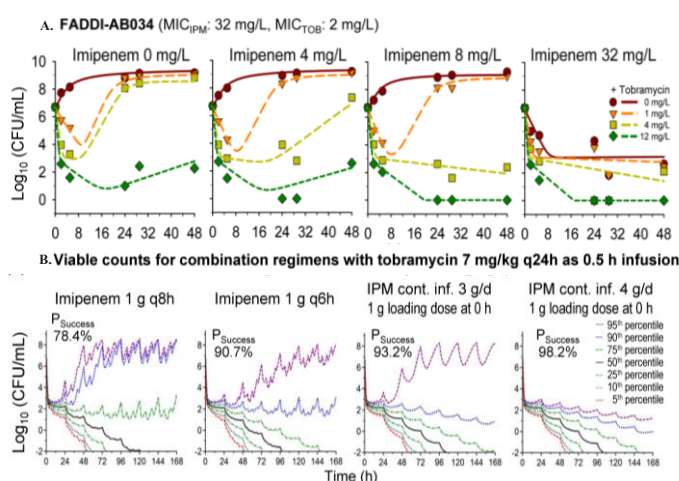 A. FADDI-AB034 (MICIPM: 32 mg/L, MICTOB: 2 mg/L)
Imipenem 0 mg/L Imipenem 4 mg/L Imipenem 8 mg/L Imipenem 32 mg/L
Log10 (CFU/mL)
10
8
6
4
2
0
+ Tobramycin
0 mg/L
1 mg/L
4 mg/L
12 mg/L
0 8 16 24 32 40 48 0 8 16 24 32 40 48 0 8 16 24 32 40 48 0 8 16 24 32 40 48
B. Viable counts for combination regimens with tobramycin 7 mg/kg q24h as 0.5 h infusion
Imipenem 1 g q8h Imipenem 1 g q6h IPM cont. inf. 3 g/d IPM cont. inf. 4 g/d
1 g loading dose at 0 h 1 g loading dose at 0 h
PSuccess PSuccess PSuccess PSuccess
78.4% 90.7% 93.2% 98.2%
Log10 (CFU/mL)
8
6
4
2
0
-2
95th percentile
90th percentile
75th percentile
50th percentile
25th percentile
10th percentile
5th percentile
0 24 48 72 96 120 144 168 0 24 48 72 96 120 144 168 0 24 48 72 96 120 144 168 0 24 48 72 96 120 144 168
Time (h)